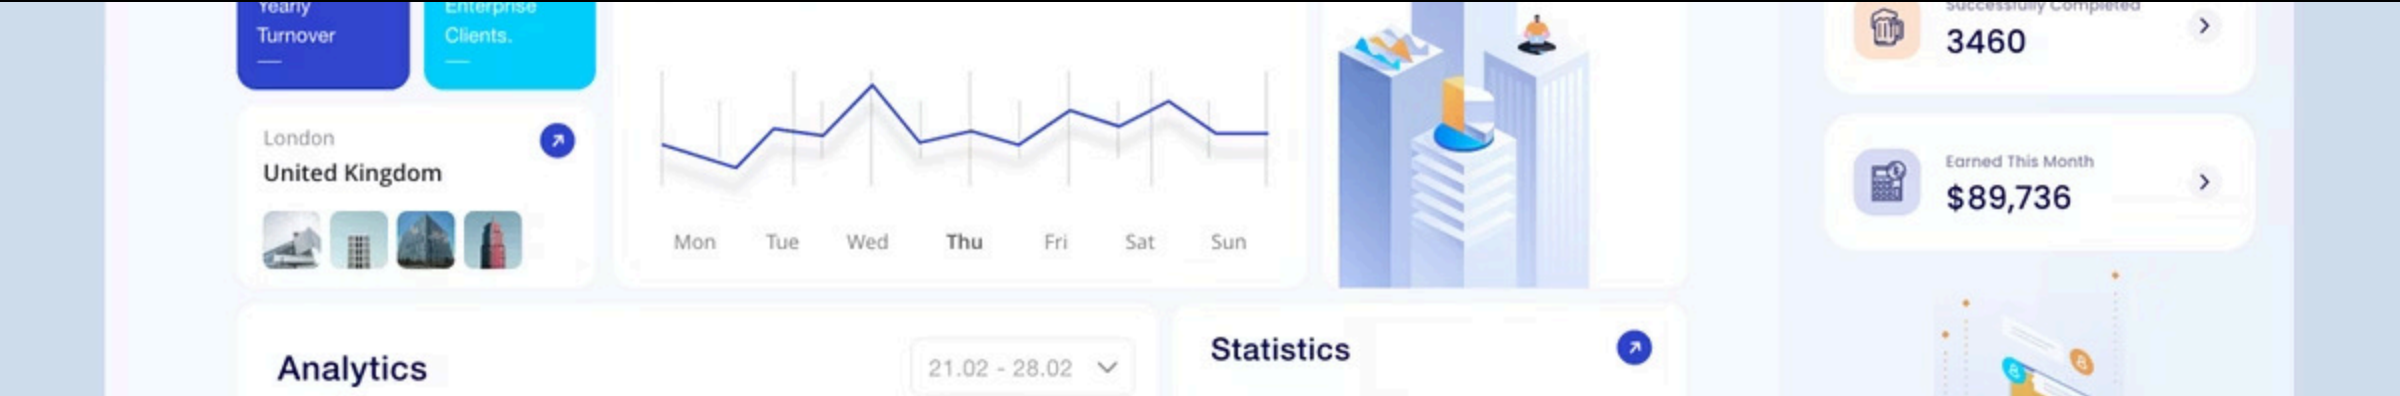 Yearly
Turnover
Enterprise
Clients.
London
United Kingdom
Mon Tue Wed Thu Fri Sat Sun
Successfully Completed
3460
Earned This Month
$89,736
Analytics
21.02 - 28.02
Statistics